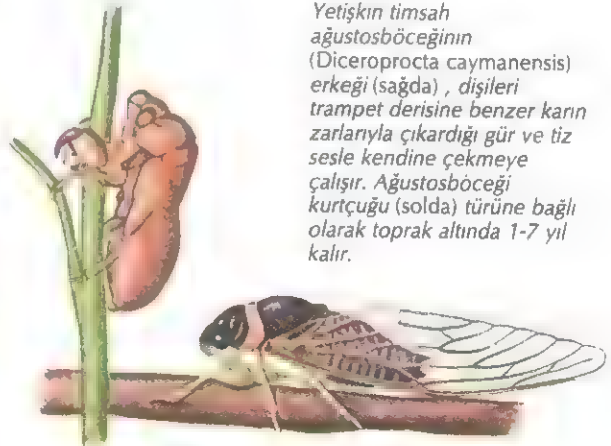 Yetişkin timsah
ağustosböceğinin
(Diceroprocta caymanensis)
erkeği (sağda) , dişileri
trampet derisine benzer karın
zarlarıyla çıkardığı gür ve tiz
sesle kendine çekmeye
çalışır. Ağustosböceği
kurtçuğu (solda) türüne bağlı
olarak toprak altında 1-7 yıl
kalır.